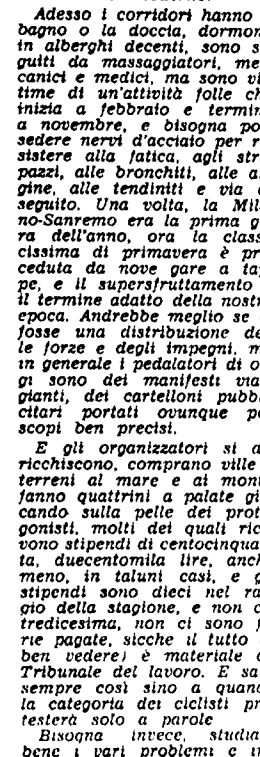 Adesso i corridori hanno
bagno o la doccia, dormon
in alberghi decenti, sono s
guiti da massaggiatori, me
canici e medici, ma sono vi
time di un'attività folle ch
inizia a febbraio e termin
a novembre, e bisogna po
sedere nervi d'acciaio per r
sistere alla fatica, agli stra
pazzi, alle bronchiti, alle a
gine, alle tendiniti e via d
seguito. Una volta, la Mil
no-Sanremo era la prima g
ra dell'anno, ora la class
cissima di primavera è pr
ceduta da nove gare a tap
pe, e il supersfruttamento
il termine adatto della nostr
epoca. Andrebbe meglio se
fosse una distribuzione de
le forze e degli impegni, m
in generale i pedalatori di o
gi sono dei manifesti via
gianti, dei cartelloni pubb
citari portati ovunque pe
scopi ben precisi.
E gli organizzatori si a
ricchiscono, comprano ville
terreni al mare e ai mont
fanno quattrini a palate gi
cando sulla pelle dei prot
gonisti, molti dei quali rice
vono stipendi di centocinqua
ta, duecentomila lire, anch
meno, in taluni casi, e g
stipendi sono dieci nel ra
gio della stagione, e non c
tredicesima, non ci sono f
rie pagate, sicché il tutto
ben vedere) è materiale d
Tribunale del lavoro. E sa
sempre così sino a quand
la categoria dei ciclisti pr
testerà solo a parole
Bisogna invece, studia
bene i vari problemi e in